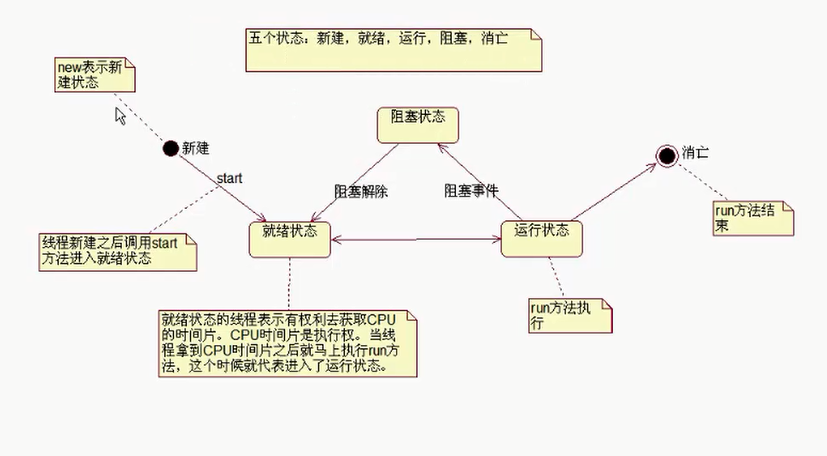 五个状态：新建，就绪，运行，阻塞，消亡
new表示新
建状态
阻塞状态
新建
消亡
start
阻塞解除
阻塞事件
run方法结
束
线程新建之后调用start
方法进入就绪状态
就绪状态
运行状态
run方法执
行
就绪状态的线程表示有权利去获取CPU
的时间片。CPU时间片是执行权。当线
程拿到CPU时间片之后就马上执行run方
法，这个时候就代表进入了运行状态。